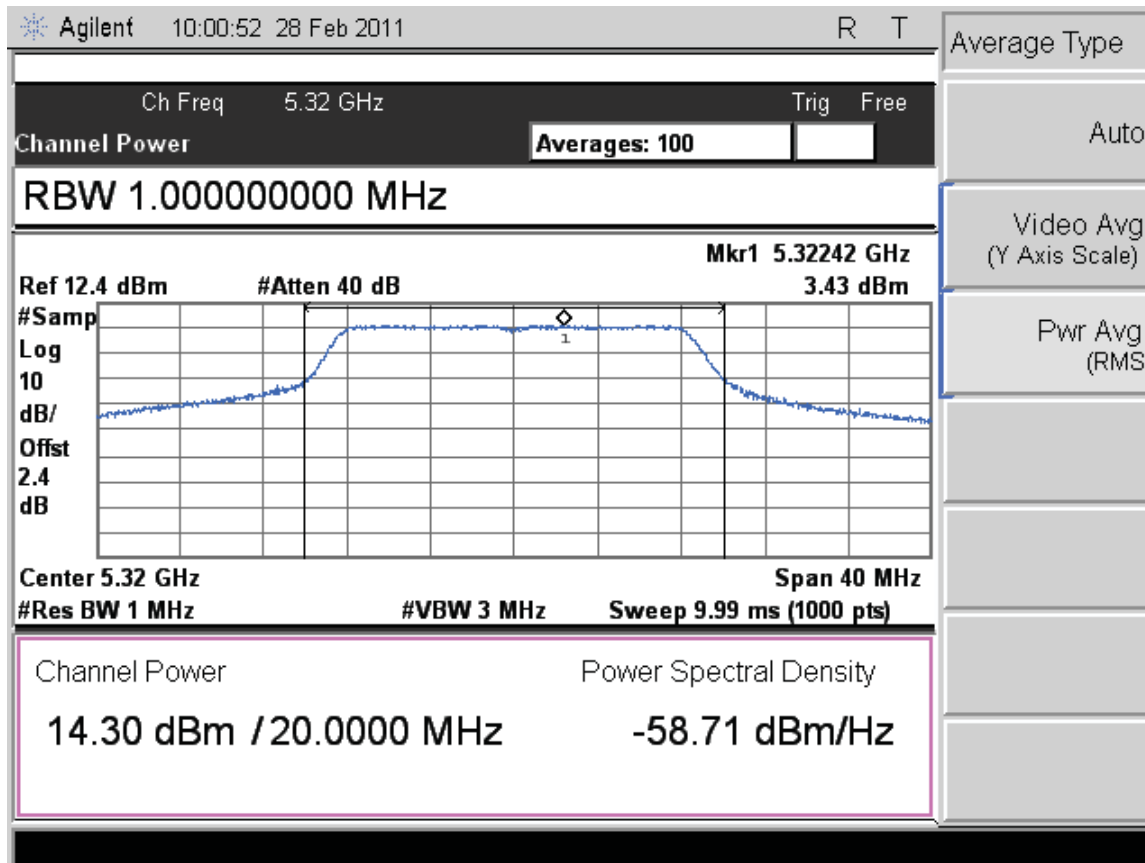 Agilent 10:00:52 28 Feb 2011 R T
Average Type
Ch Freq 5.32 GHz Trig Free
Channel Power Averages: 100
Auto
RBW 1.000000000 MHz
Video Avg
(Y Axis Scale)
Mkr1 5.32242 GHz
Ref 12.4 dBm #Atten 40 dB 3.43 dBm
#Samp
Log
10
dB/
Offst
2.4
dB
1
Pwr Avg
(RMS
Center 5.32 GHz Span 40 MHz
#Res BW 1 MHz #VBW 3 MHz Sweep 9.99 ms (1000 pts)
Channel Power Power Spectral Density
14.30 dBm / 20.0000 MHz -58.71 dBm/Hz